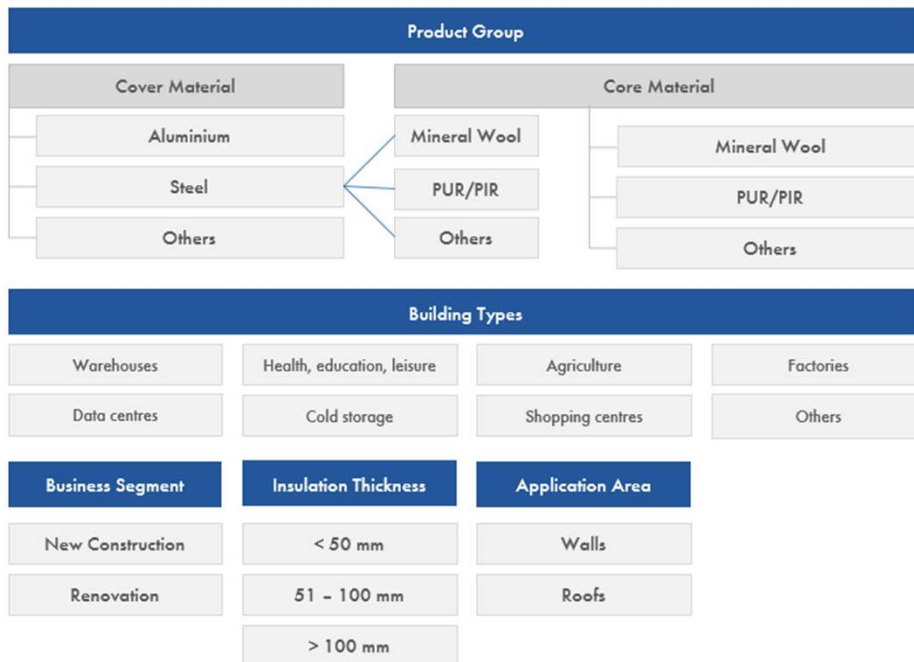 Product Group
Cover Material
Core Material
Aluminium
Mineral Wool
Mineral Wool
Steel
PUR/PIR
PUR/PIR
Others
Others
Others
Building Types
Warehouses
Health, education, leisure
Agriculture
Factories
Data centres
Cold storage
Shopping centres
Others
Business Segment
Insulation Thickness
Application Area
New Construction
< 50 mm
Walls
Renovation
51 – 100 mm
Roofs
> 100 mm